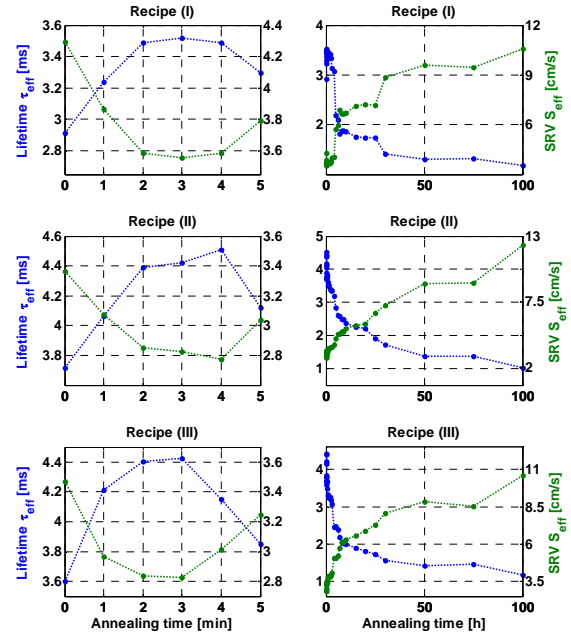 Recipe (I)
Lifetime τeff [ms]
3.6
3.4
3.2
3
2.8
4.4
4.2
4
3.8
3.6
0 1 2 3 4 5
Recipe (I)
4
3
2
12
9
6
SRV Seff [cm/s]
0 50 100
Recipe (II)
Lifetime τeff [ms]
4.6
4.4
4.2
4
3.8
3.6
3.4
3.2
3
2.8
0 1 2 3 4 5
Recipe (II)
5
4
3
2
1
13
7.5
2
SRV Seff [cm/s]
0 50 100
Recipe (III)
Lifetime τeff [ms]
4.4
4.2
4
3.8
3.6
3.6
3.4
3.2
3
2.8
0 1 2 3 4 5
Annealing time [min]
Recipe (III)
4
3
2
1
11
8.5
6
3.5
SRV Seff [cm/s]
0 50 100
Annealing time [h]